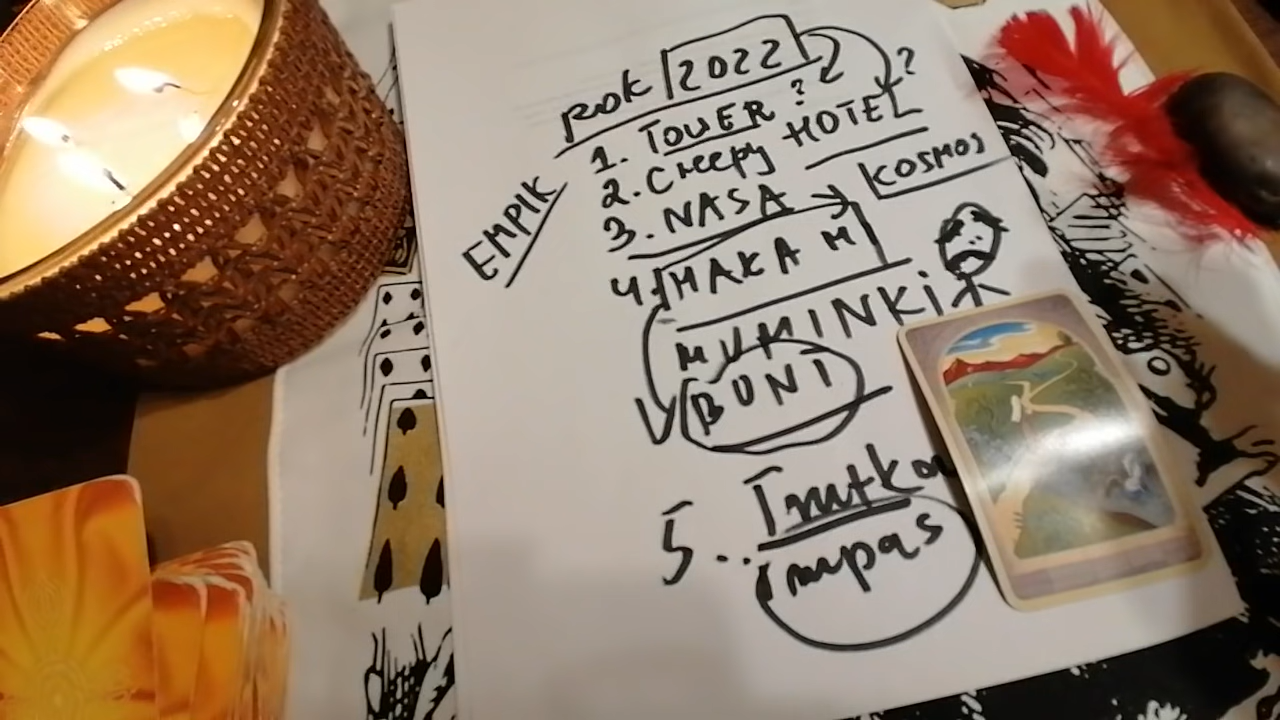 ROK 2022
1. TOWER ? ?
2. Creepy HOTEL
3. NASA → KOSMOS
EMPIK
4. MAKAM
MUMINKi
BUNI
5..
impas